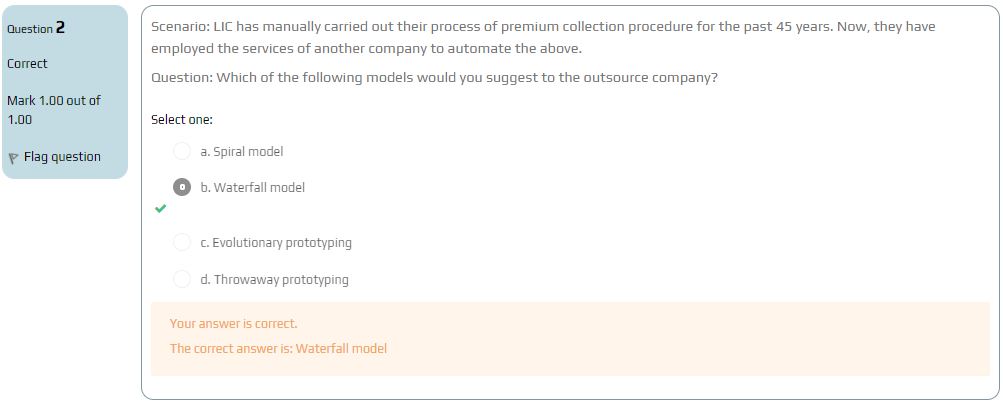 Question 2
Correct
Mark 1.00 out of
1.00
Flag question
Scenario: LIC has manually carried out their process of premium collection procedure for the past 45 years. Now, they have
employed the services of another company to automate the above.
Question: Which of the following models would you suggest to the outsource company?
Select one:
a. Spiral model
b. Waterfall model
c. Evolutionary prototyping
d. Throwaway prototyping
Your answer is correct.
The correct answer is: Waterfall model